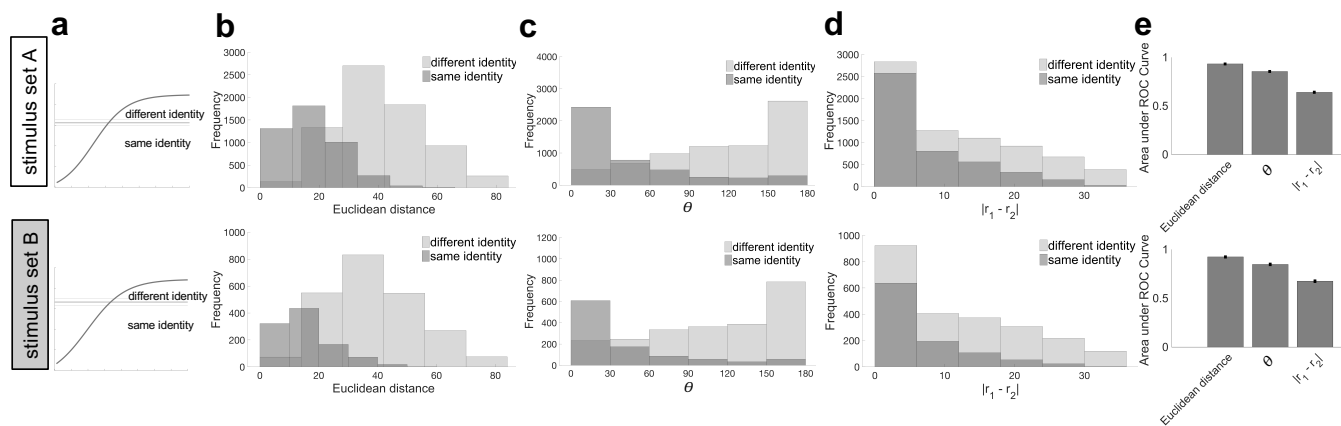 a
b
c
d
e
stimulus set A
different identity
same identity
Frequency
3000
2500
2000
1500
1000
500
0
0 20 40 60 80
Euclidean distance
different identity
same identity
Frequency
4000
3000
2000
1000
0
0 30 60 90 120 150 180
θ
different identity
same identity
Frequency
3000
2500
2000
1500
1000
500
0
0 10 20 30
|r1 - r2|
different identity
same identity
Area under ROC Curve
1
0.5
0
Euclidean distance
θ
|r1 - r2|
stimulus set B
different identity
same identity
Frequency
1000
800
600
400
200
0
0 20 40 60 80
Euclidean distance
different identity
same identity
Frequency
1200
1000
800
600
400
200
0
0 30 60 90 120 150 180
θ
different identity
same identity
Frequency
1000
800
600
400
200
0
0 10 20 30
|r1 - r2|
different identity
same identity
Area under ROC Curve
1
0.5
0
Euclidean distance
θ
|r1 - r2|